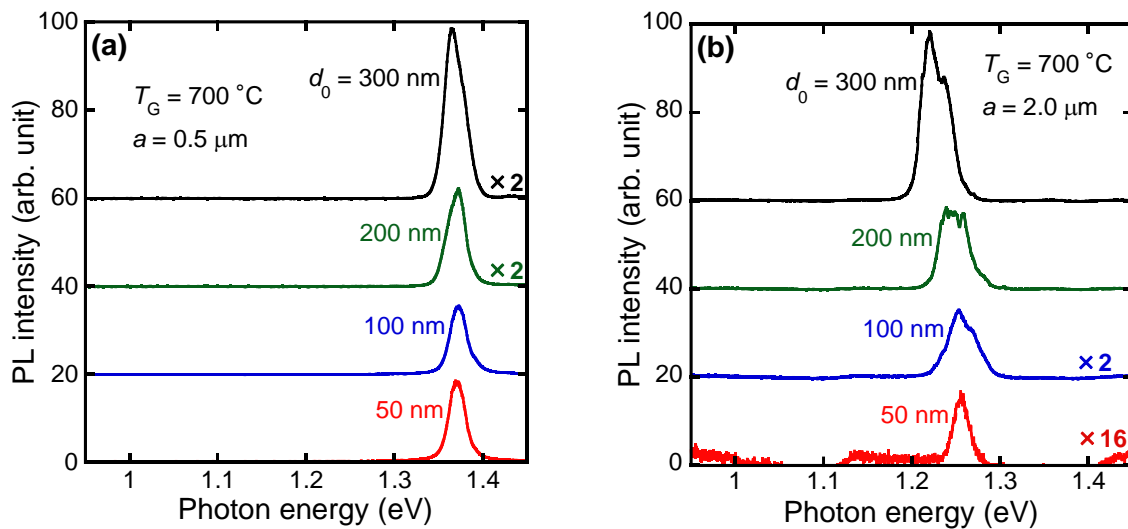 (a)
T_G = 700 °C
a = 0.5 μm
d_0 = 300 nm
×2
200 nm
×2
100 nm
50 nm
100
80
60
40
20
0
1
1.1
1.2
1.3
1.4
PL intensity (arb. unit)
Photon energy (eV)
(b)
T_G = 700 °C
a = 2.0 μm
d_0 = 300 nm
200 nm
100 nm
×2
50 nm
×16
100
80
60
40
20
0
1
1.1
1.2
1.3
1.4
PL intensity (arb. unit)
Photon energy (eV)